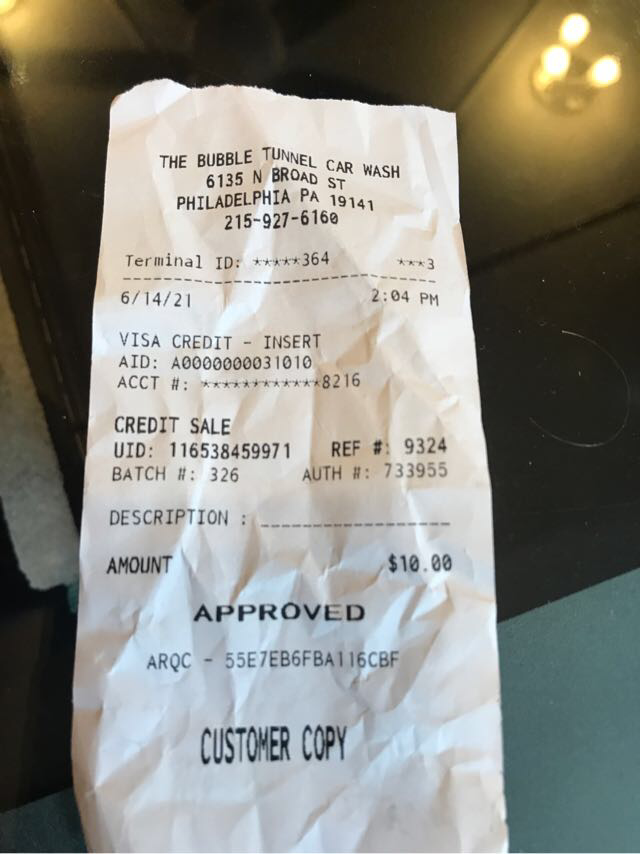 THE BUBBLE TUNNEL CAR WASH
6135 N BROAD ST
PHILADELPHIA PA 19141
215-927-6160
Terminal ID: *****364 ***3
6/14/21 2:04 PM
VISA CREDIT - INSERT
AID: A0000000031010
ACCT #: ************8216
CREDIT SALE
UID: 116538459971 REF #: 9324
BATCH #: 326 AUTH #: 733955
DESCRIPTION :
AMOUNT $10.00
APPROVED
ARQC - 55E7EB6FBA116CBF
CUSTOMER COPY